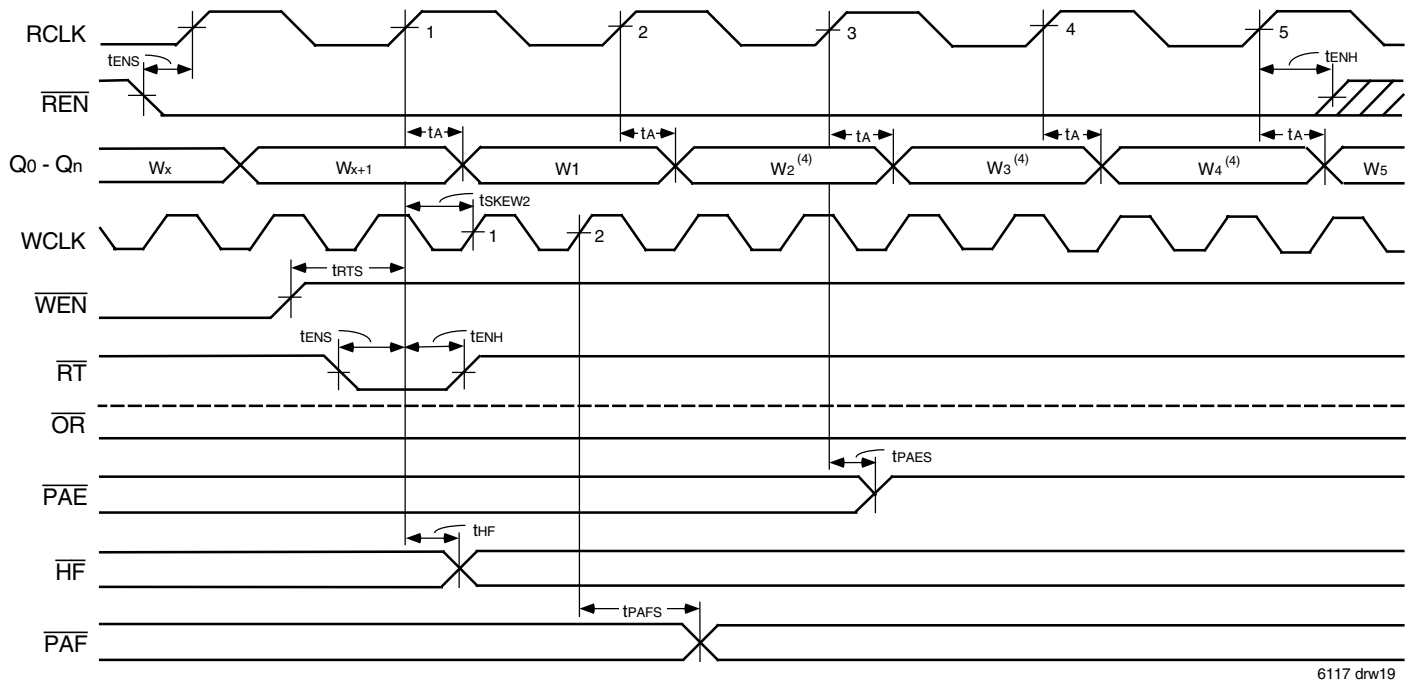 RCLK 1 2 3 4 5
tENS tENH
REN
tA tA tA tA tA
Q0 - Qn Wx Wx+1 W1 W2(4) W3(4) W4(4) W5
tSKEW2
WCLK 1 2
tRTS
WEN
tENS tENH
RT
OR
tPAES
PAE
tHF
HF
tPAFS
PAF
6117 drw19